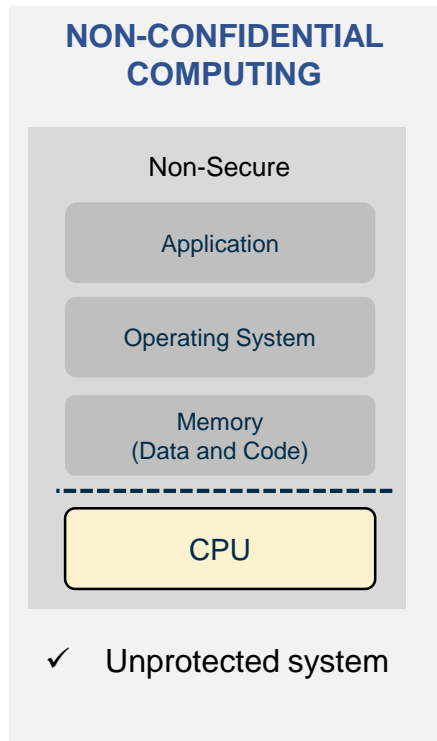 NON-CONFIDENTIAL
COMPUTING
Non-Secure
Application
Operating System
Memory
(Data and Code)
CPU
✓ Unprotected system